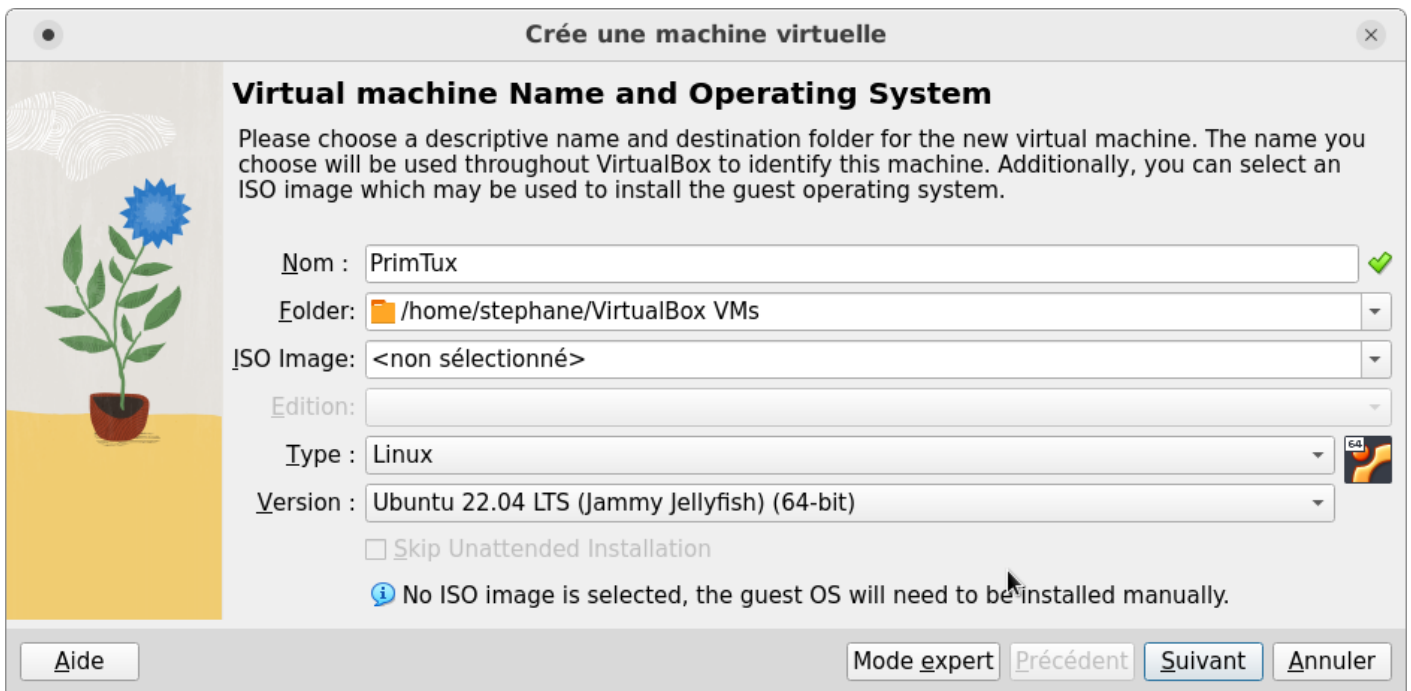 Crée une machine virtuelle
Virtual machine Name and Operating System
Please choose a descriptive name and destination folder for the new virtual machine. The name you
choose will be used throughout VirtualBox to identify this machine. Additionally, you can select an
ISO image which may be used to install the guest operating system.
Nom : PrimTux
Folder: /home/stephane/VirtualBox VMs
ISO Image: <non sélectionné>
Edition:
Type : Linux 64
Version : Ubuntu 22.04 LTS (Jammy Jellyfish) (64-bit)
Skip Unattended Installation
No ISO image is selected, the guest OS will need to be installed manually.
Aide Mode expert Précédent Suivant Annuler